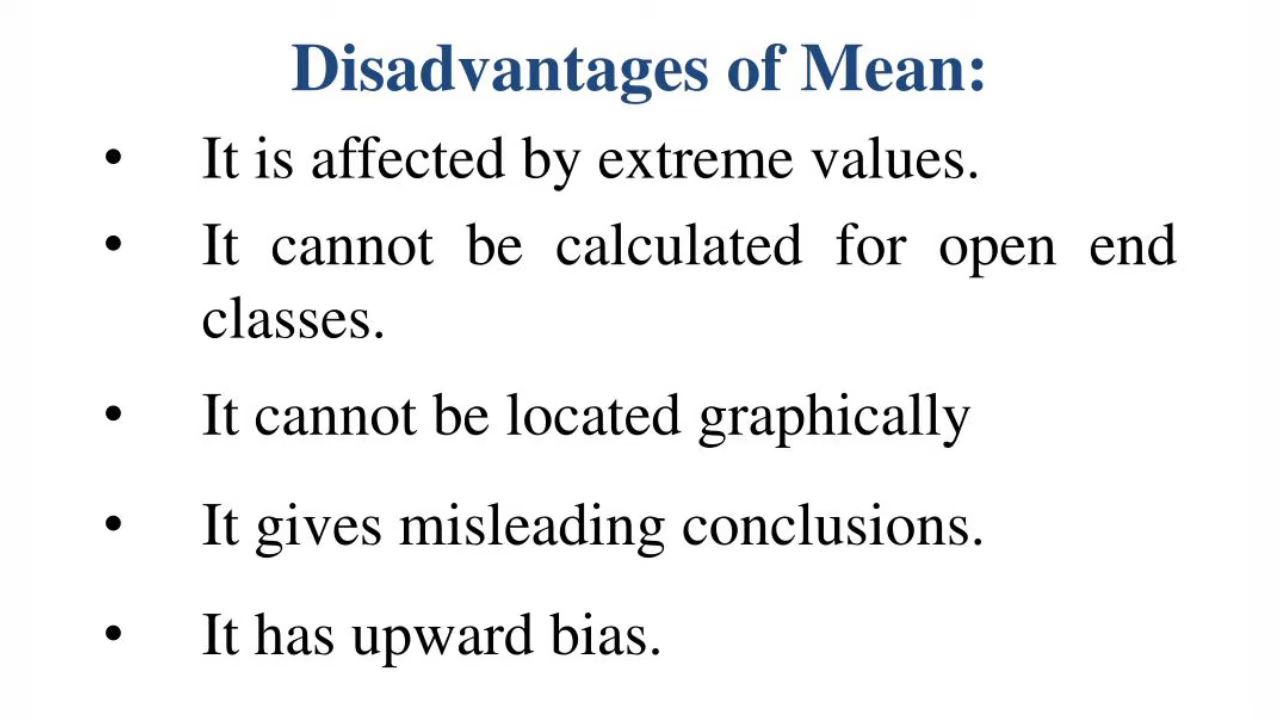 Disadvantages of Mean:
• It is affected by extreme values.
• It cannot be calculated for open end
classes.
• It cannot be located graphically
• It gives misleading conclusions.
• It has upward bias.